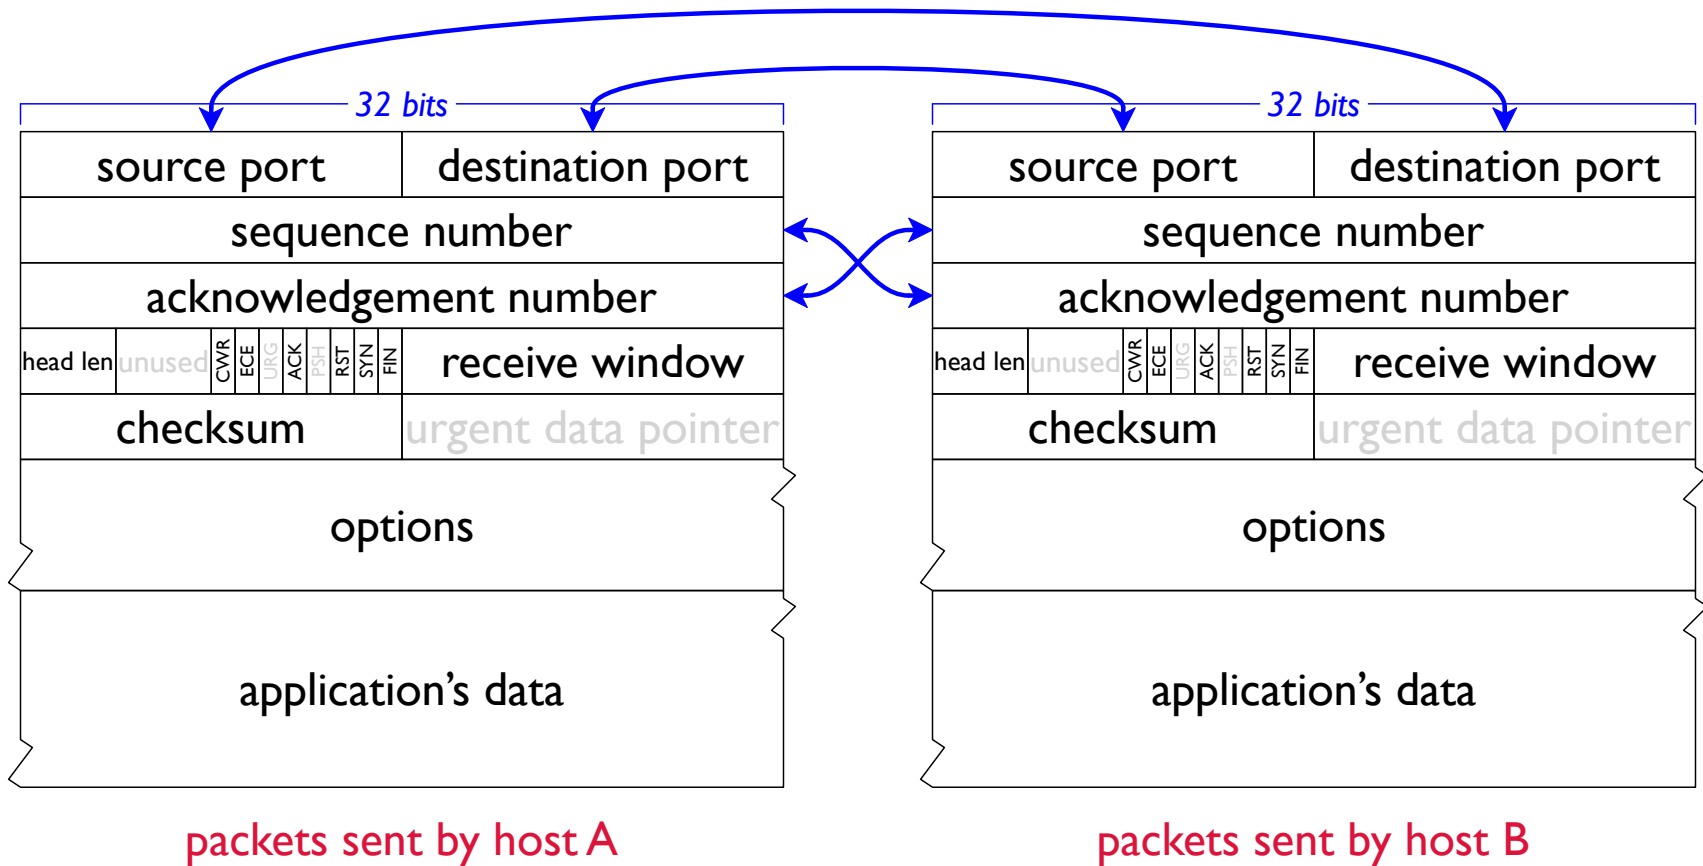 32 bits
source port destination port
sequence number
acknowledgement number
head len unused CWR ECE URG ACK PSH RST SYN FIN receive window
checksum urgent data pointer
options
application’s data
packets sent by host A
32 bits
source port destination port
sequence number
acknowledgement number
head len unused CWR ECE URG ACK PSH RST SYN FIN receive window
checksum urgent data pointer
options
application’s data
packets sent by host B